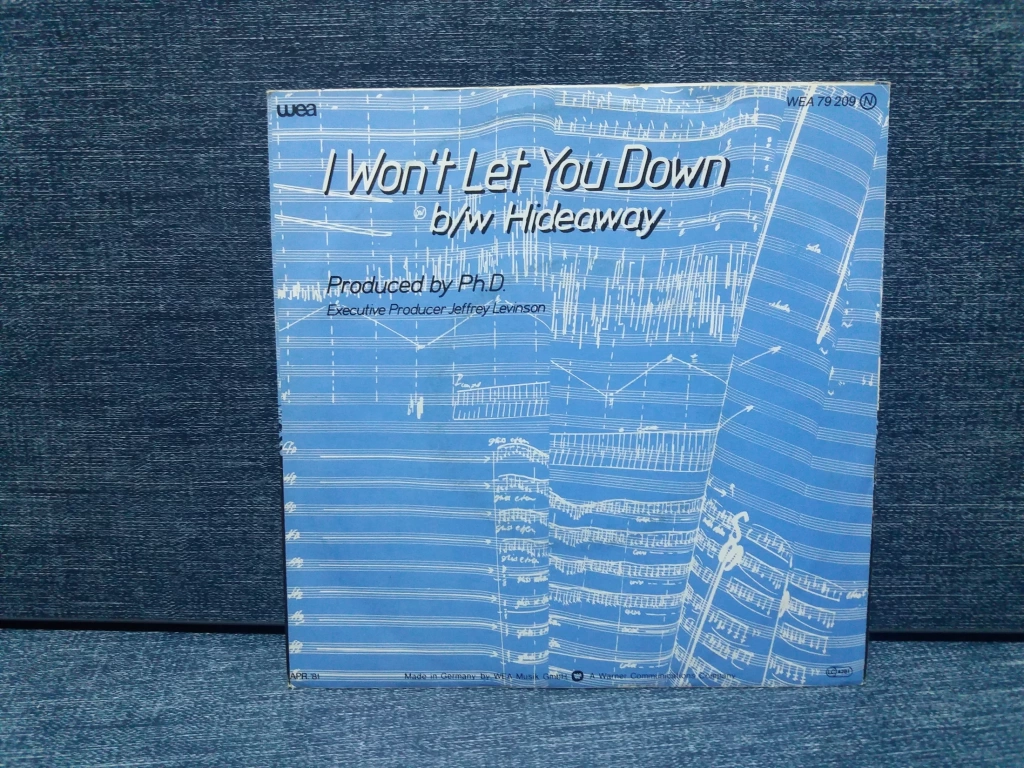 wea
WEA 79 209 N
I Won't Let You Down
b/w Hideaway
Produced by Ph.D.
Executive Producer Jeffrey Levinson
APR. '81
Made in Germany by WEA Musik GmbH. A Warner Communications Company